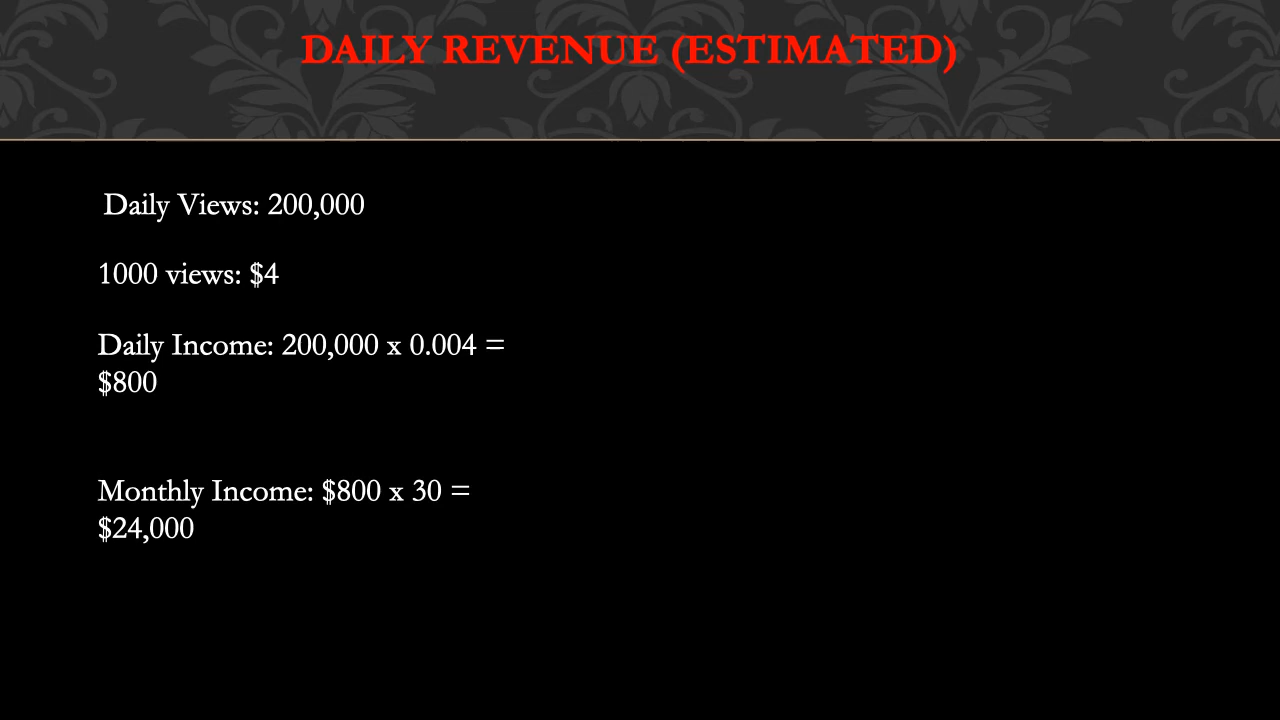 DAILY REVENUE (ESTIMATED)
Daily Views: 200,000
1000 views: $4
Daily Income: 200,000 x 0.004 =
$800
Monthly Income: $800 x 30 =
$24,000